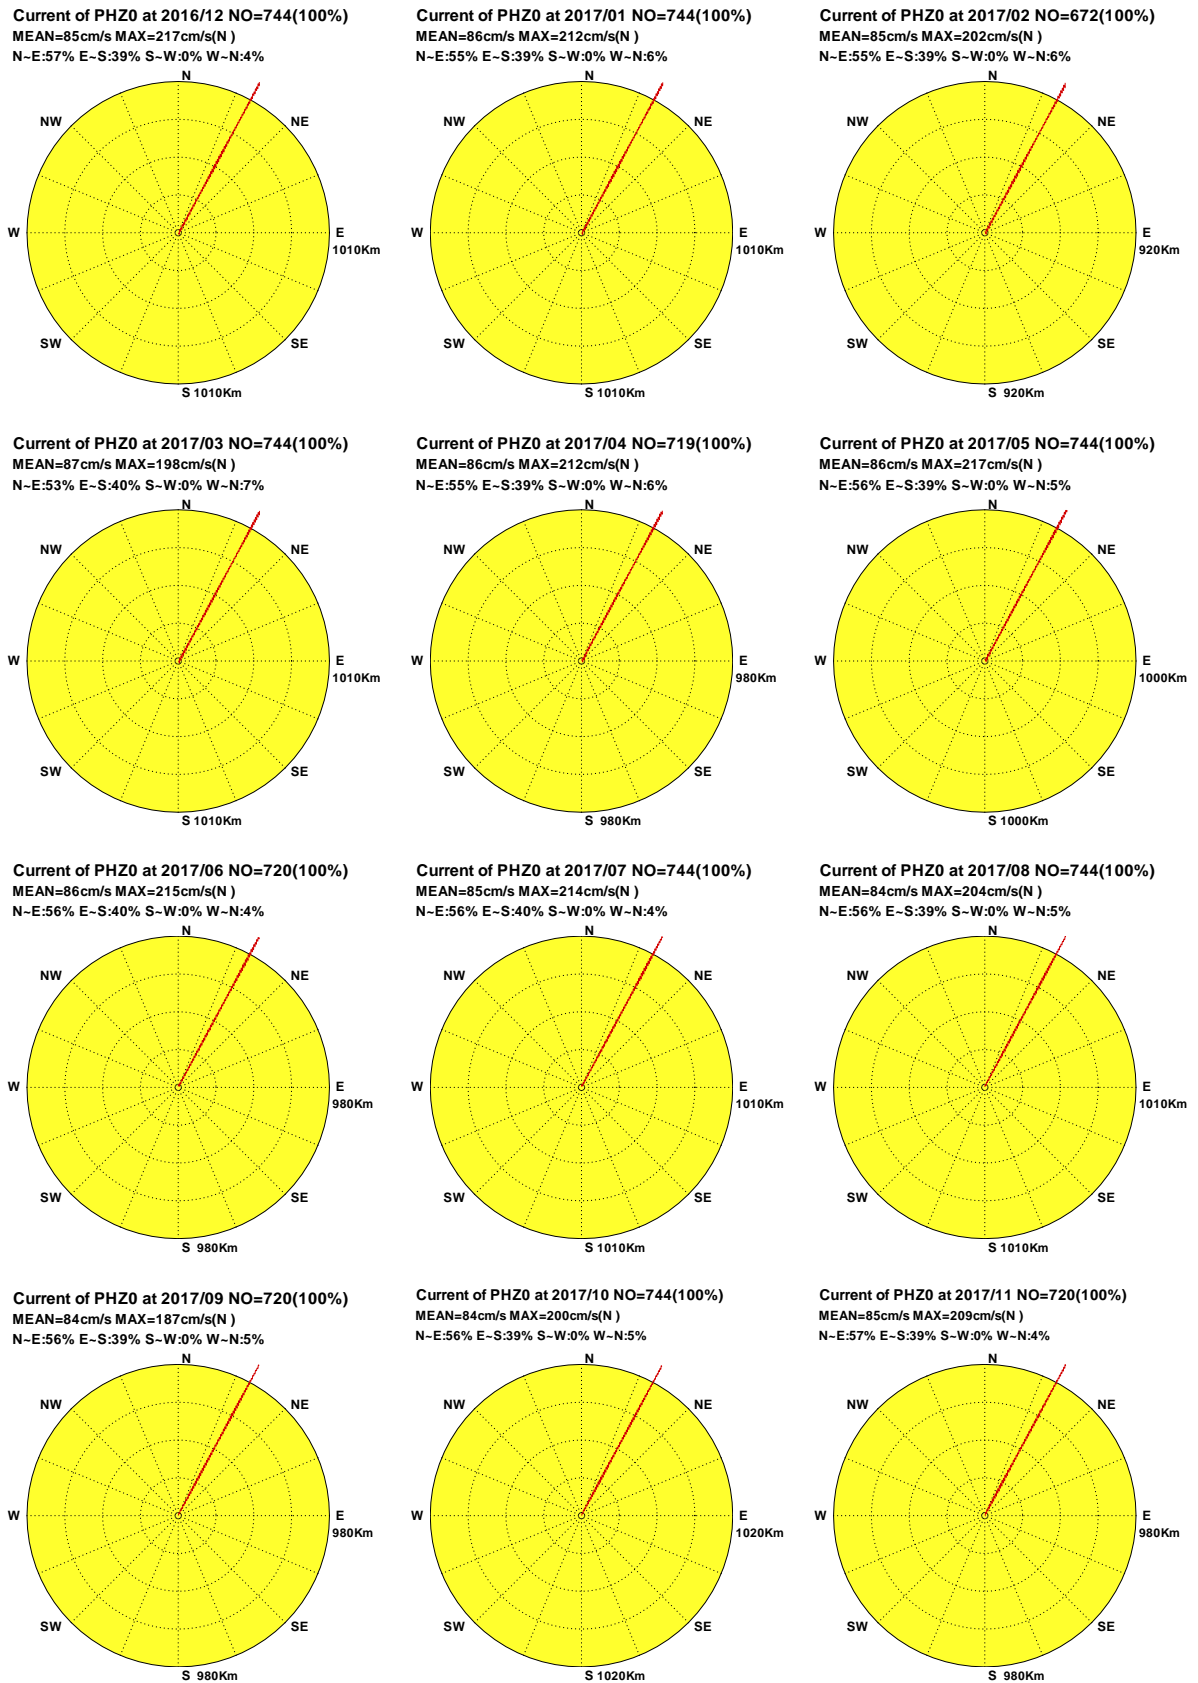 Current of PHZ0 at 2016/12 NO=744(100%)
MEAN=85cm/s MAX=217cm/s(N )
N~E:57% E~S:39% S~W:0% W~N:4%
N
NW
NE
W
E
1010Km
SW
SE
S 1010Km
Current of PHZ0 at 2017/01 NO=744(100%)
MEAN=86cm/s MAX=212cm/s(N )
N~E:55% E~S:39% S~W:0% W~N:6%
N
NW
NE
W
E
1010Km
SW
SE
S 1010Km
Current of PHZ0 at 2017/02 NO=672(100%)
MEAN=85cm/s MAX=202cm/s(N )
N~E:55% E~S:39% S~W:0% W~N:6%
N
NW
NE
W
E
920Km
SW
SE
S 920Km
Current of PHZ0 at 2017/03 NO=744(100%)
MEAN=87cm/s MAX=198cm/s(N )
N~E:53% E~S:40% S~W:0% W~N:7%
N
NW
NE
W
E
1010Km
SW
SE
S 1010Km
Current of PHZ0 at 2017/04 NO=719(100%)
MEAN=86cm/s MAX=212cm/s(N )
N~E:55% E~S:39% S~W:0% W~N:6%
N
NW
NE
W
E
980Km
SW
SE
S 980Km
Current of PHZ0 at 2017/05 NO=744(100%)
MEAN=86cm/s MAX=217cm/s(N )
N~E:56% E~S:39% S~W:0% W~N:5%
N
NW
NE
W
E
1000Km
SW
SE
S 1000Km
Current of PHZ0 at 2017/06 NO=720(100%)
MEAN=86cm/s MAX=215cm/s(N )
N~E:56% E~S:40% S~W:0% W~N:4%
N
NW
NE
W
E
980Km
SW
SE
S 980Km
Current of PHZ0 at 2017/07 NO=744(100%)
MEAN=85cm/s MAX=214cm/s(N )
N~E:56% E~S:40% S~W:0% W~N:4%
N
NW
NE
W
E
1010Km
SW
SE
S 1010Km
Current of PHZ0 at 2017/08 NO=744(100%)
MEAN=84cm/s MAX=204cm/s(N )
N~E:56% E~S:39% S~W:0% W~N:5%
N
NW
NE
W
E
1010Km
SW
SE
S 1010Km
Current of PHZ0 at 2017/09 NO=720(100%)
MEAN=84cm/s MAX=187cm/s(N )
N~E:56% E~S:39% S~W:0% W~N:5%
N
NW
NE
W
E
980Km
SW
SE
S 980Km
Current of PHZ0 at 2017/10 NO=744(100%)
MEAN=84cm/s MAX=200cm/s(N )
N~E:56% E~S:39% S~W:0% W~N:5%
N
NW
NE
W
E
1020Km
SW
SE
S 1020Km
Current of PHZ0 at 2017/11 NO=720(100%)
MEAN=85cm/s MAX=209cm/s(N )
N~E:57% E~S:39% S~W:0% W~N:4%
N
NW
NE
W
E
980Km
SW
SE
S 980Km